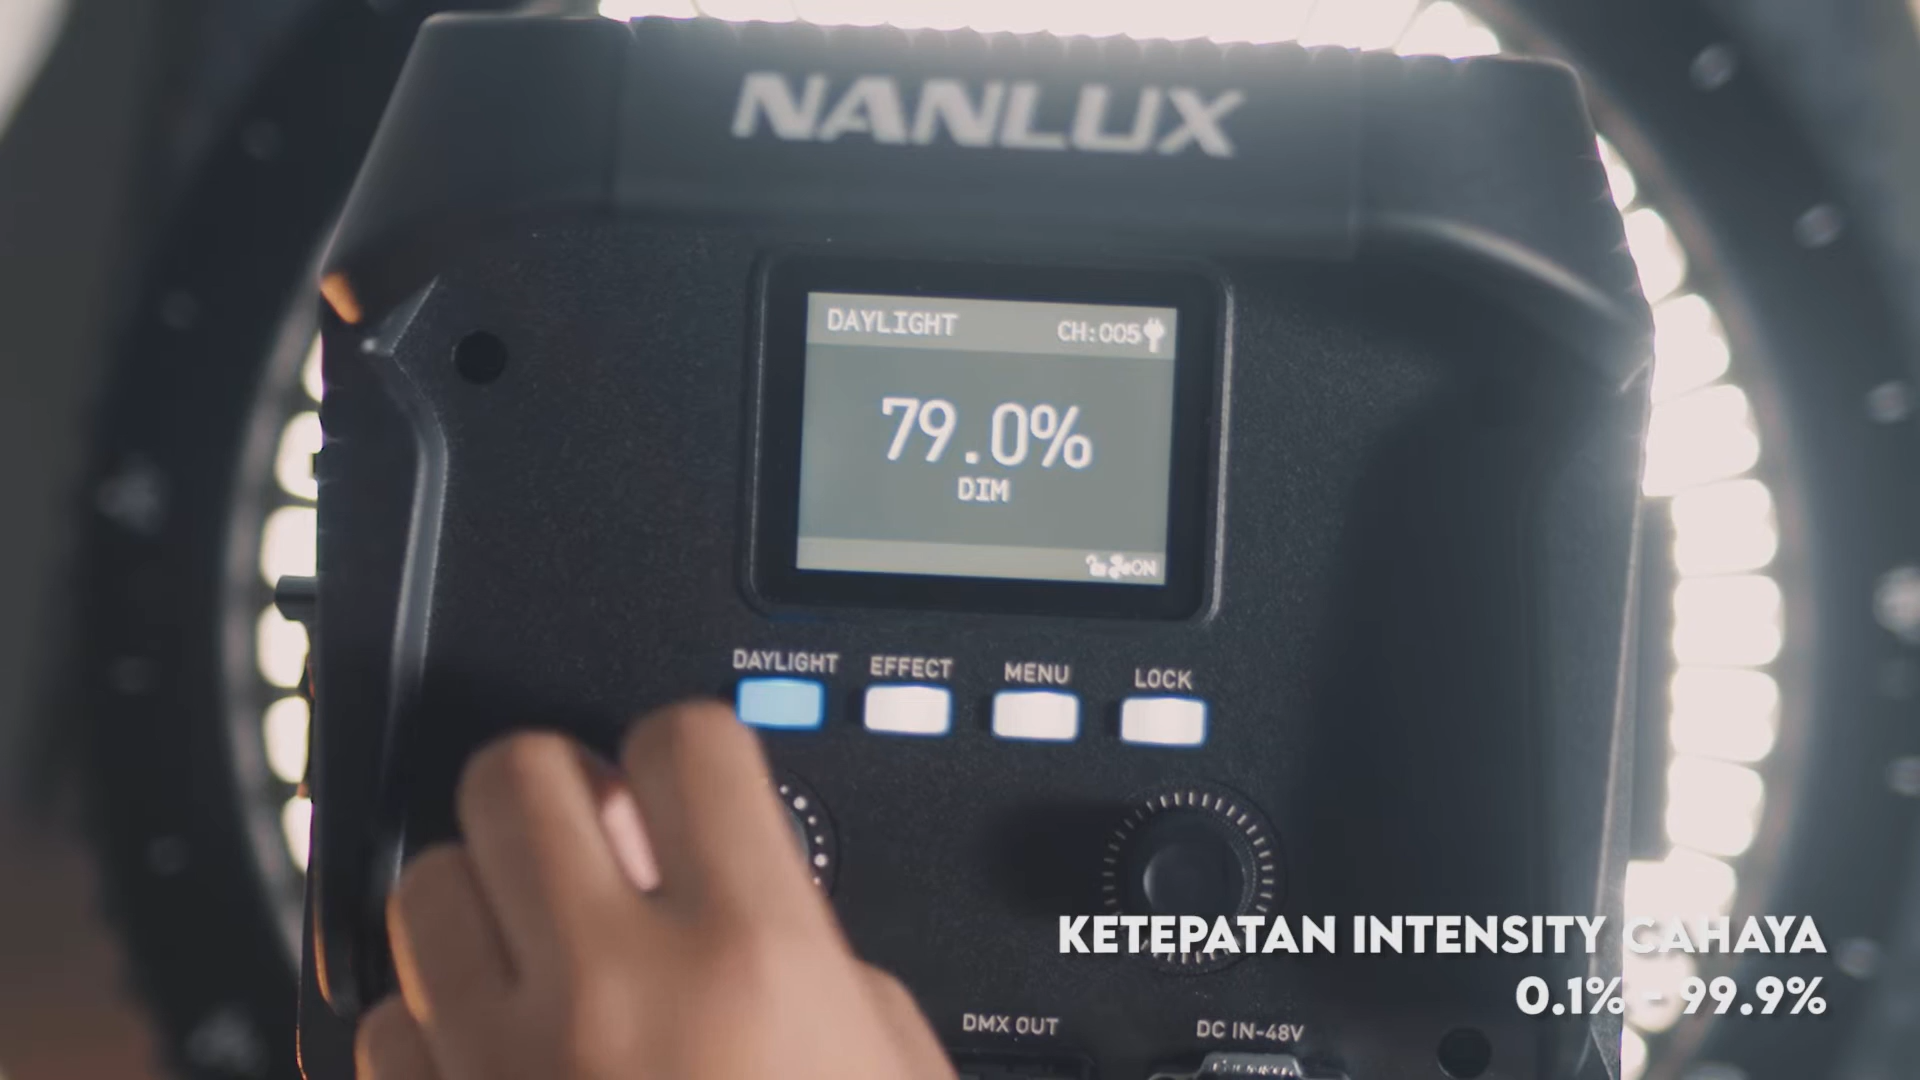 NANLUX
DAYLIGHT CH:005
79.0%
DIM
ON
DAYLIGHT EFFECT MENU LOCK
KETEPATAN INTENSITY CAHAYA
0.1% - 99.9%
DMX OUT DC IN-48V